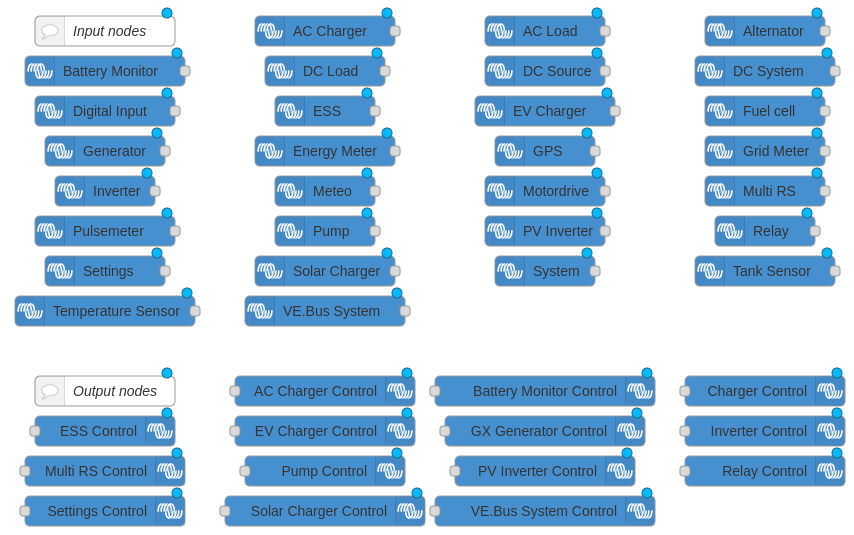 Input nodes
AC Charger
AC Load
Alternator
Battery Monitor
DC Load
DC Source
DC System
Digital Input
ESS
EV Charger
Fuel cell
Generator
Energy Meter
GPS
Grid Meter
Inverter
Meteo
Motordrive
Multi RS
Pulsemeter
Pump
PV Inverter
Relay
Settings
Solar Charger
System
Tank Sensor
Temperature Sensor
VE.Bus System
Output nodes
AC Charger Control
Battery Monitor Control
Charger Control
ESS Control
EV Charger Control
GX Generator Control
Inverter Control
Multi RS Control
Pump Control
PV Inverter Control
Relay Control
Settings Control
Solar Charger Control
VE.Bus System Control